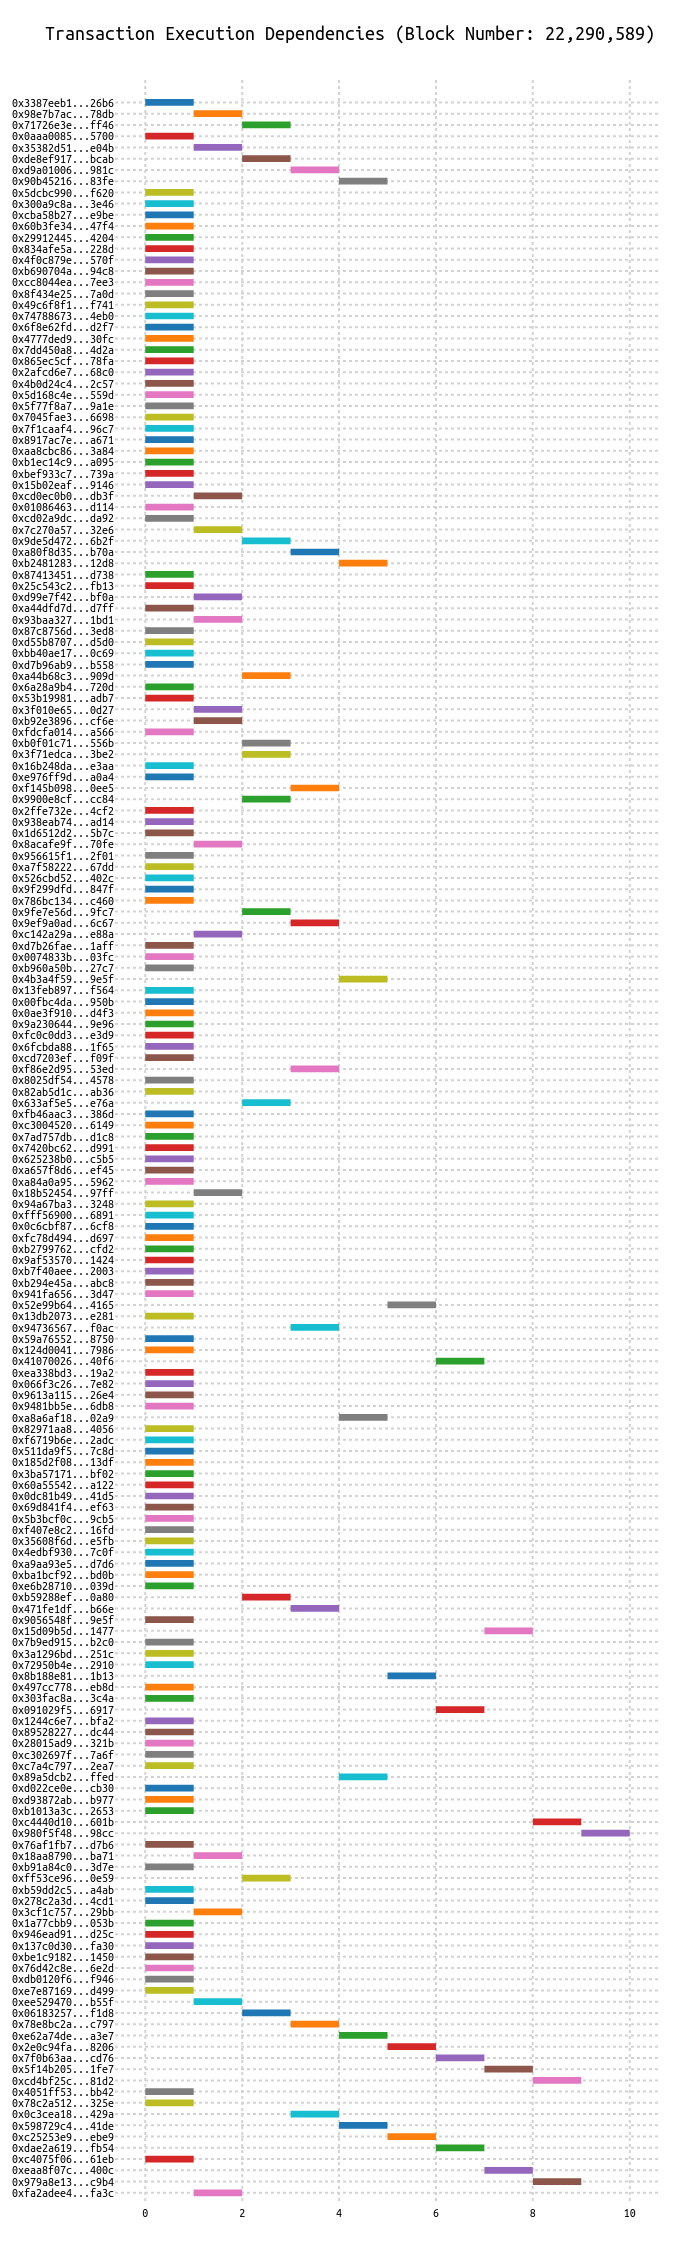 Transaction Execution Dependencies (Block Number: 22,290,589)
0x3387eeb1...26b6
0x98e7b7ac...78db
0x71726e3e...ff46
0x0aaa0085...5700
0x35382d51...e04b
0xde8ef917...bcab
0xd9a01006...981c
0x90b45216...83fe
0x5dcbc990...f620
0x300a9c8a...3e46
0xcba58b27...e9be
0x60b3fe34...47f4
0x29912445...4204
0x834afe5a...228d
0x4f0c879e...570f
0xb690704a...94c8
0xcc8044ea...7ee3
0x8f434e25...7a0d
0x49c6f8f1...f741
0x74788673...4eb0
0x6f8e62fd...d2f7
0x4777ded9...30fc
0x7dd450a8...4d2a
0x865ec5cf...78fa
0x2afcd6e7...68c0
0x4b0d24c4...2c57
0x5d168c4e...559d
0x5f77f8a7...9a1e
0x7045fae3...6698
0x7f1caaf4...96c7
0x8917ac7e...a671
0xaa8cbc86...3a84
0xb1ec14c9...a095
0xbef933c7...739a
0x15b02eaf...9146
0xcd0ec0b0...db3f
0x01086463...d114
0xcd02a9dc...da92
0x7c270a57...32e6
0x9de5d472...6b2f
0xa80f8d35...b70a
0xb2481283...12d8
0x87413451...d738
0x25c543c2...fb13
0xd99e7f42...bf0a
0xa44dfd7d...d7ff
0x93baa327...1bd1
0x87c8756d...3ed8
0xd55b8707...d5d0
0xbb40ae17...0c69
0xd7b96ab9...b558
0xa44b68c3...909d
0x6a28a9b4...720d
0x53b19981...adb7
0x3f010e65...0d27
0xb92e3896...cf6e
0xfdcfa014...a566
0xb0f01c71...556b
0x3f71edca...3be2
0x16b248da...e3aa
0xe976ff9d...a0a4
0xf145b098...0ee5
0x9900e8cf...cc84
0x2ffe732e...4cf2
0x938eab74...ad14
0x1d6512d2...5b7c
0x8acafe9f...70fe
0x956615f1...2f01
0xa7f58222...67dd
0x526cbd52...402c
0x9f299dfd...847f
0x786bc134...c460
0x9fe7e56d...9fc7
0x9ef9a0ad...6c67
0xc142a29a...e88a
0xd7b26fae...1aff
0x0074833b...03fc
0xb960a50b...27c7
0x4b3a4f59...9e5f
0x13feb897...f564
0x00fbc4da...950b
0x0ae3f910...d4f3
0x9a230644...9e96
0xfc0c0dd3...e3d9
0x6fcbda88...1f65
0xcd7203ef...f09f
0xf86e2d95...53ed
0x8025df54...4578
0x82ab5d1c...ab36
0x633af5e5...e76a
0xfb46aac3...386d
0xc3004520...6149
0x7ad757db...d1c8
0x7420bc62...d991
0x625238b0...c5b5
0xa657f8d6...ef45
0xa84a0a95...5962
0x18b52454...97ff
0x94a67ba3...3248
0xfff56900...6891
0x0c6cbf87...6cf8
0xfc78d494...d697
0xb2799762...cfd2
0x9af53570...1424
0xb7f40aee...2003
0xb294e45a...abc8
0x941fa656...3d47
0x52e99b64...4165
0x13db2073...e281
0x94736567...f0ac
0x59a76552...8750
0x124d0041...7986
0x41070026...40f6
0xea338bd3...19a2
0x066f3c26...7e82
0x9613a115...26e4
0x9481bb5e...6db8
0xa8a6af18...02a9
0x82971aa8...4056
0xf6719b6e...2adc
0x511da9f5...7c8d
0x185d2f08...13df
0x3ba57171...bf02
0x60a55542...a122
0x0dc81b49...41d5
0x69d841f4...ef63
0x5b3bcf0c...9cb5
0xf407e8c2...16fd
0x35608f6d...e5fb
0x4edbf930...7c0f
0xa9aa93e5...d7d6
0xba1bcf92...bd0b
0xe6b28710...039d
0xb59288ef...0a80
0x471fe1df...b66e
0x9056548f...9e5f
0x15d09b5d...1477
0x7b9ed915...b2c0
0x3a1296bd...251c
0x72950b4e...2910
0x8b188e81...1b13
0x497cc778...eb8d
0x303fac8a...3c4a
0x091029f5...6917
0x1244c6e7...bfa2
0x89528227...dc44
0x28015ad9...321b
0xc302697f...7a6f
0xc7a4c797...2ea7
0x89a5dcb2...ffed
0xd022ce0e...cb30
0xd93872ab...b977
0xb1013a3c...2653
0xc4440d10...601b
0x980f5f48...98cc
0x76af1fb7...d7b6
0x18aa8790...ba71
0xb91a84c0...3d7e
0xff53ce96...0e59
0xb59dd2c5...a4ab
0x278c2a3d...4cd1
0x3cf1c757...29bb
0x1a77cbb9...053b
0x946ead91...d25c
0x137c0d30...fa30
0xbe1c9182...1450
0x76d42c8e...6e2d
0xdb0120f6...f946
0xe7e87169...d499
0xee529470...b55f
0x06183257...f1d8
0x78e8bc2a...c797
0xe62a74de...a3e7
0x2e0c94fa...8206
0x7f0b63aa...cd76
0x5f14b205...1fe7
0xcd4bf25c...81d2
0x4051ff53...bb42
0x78c2a512...325e
0x0c3cea18...429a
0x598729c4...41de
0xc25253e9...ebe9
0xdae2a619...fb54
0xc4075f06...61eb
0xeaa8f07c...400c
0x979a8e13...c9b4
0xfa2adee4...fa3c
0 2 4 6 8 10